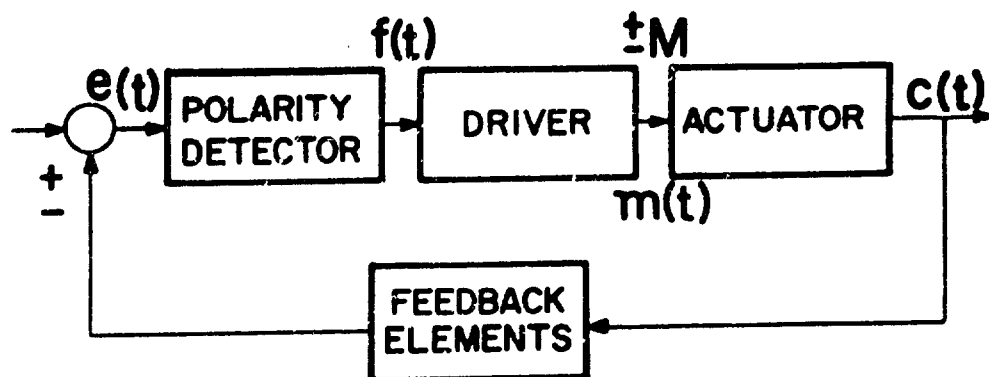 e(t)
POLARITY
DETECTOR
f(t)
DRIVER
±M
m(t)
ACTUATOR
c(t)
+
−
FEEDBACK
ELEMENTS